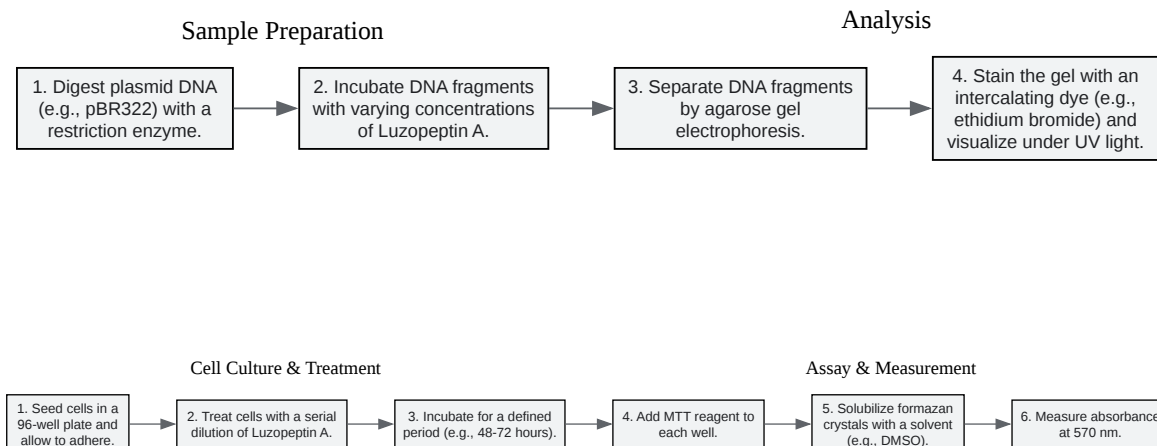 Sample Preparation
Analysis
1. Digest plasmid DNA
(e.g., pBR322) with a
restriction enzyme.
2. Incubate DNA fragments
with varying concentrations
of Luzopeptin A.
3. Separate DNA fragments
by agarose gel
electrophoresis.
4. Stain the gel with an
intercalating dye (e.g.,
ethidium bromide) and
visualize under UV light.
Cell Culture & Treatment
Assay & Measurement
1. Seed cells in a
96-well plate and
allow to adhere.
2. Treat cells with a serial
dilution of Luzopeptin A.
3. Incubate for a defined
period (e.g., 48-72 hours).
4. Add MTT reagent to
each well.
5. Solubilize formazan
crystals with a solvent
(e.g., DMSO).
6. Measure absorbance
at 570 nm.